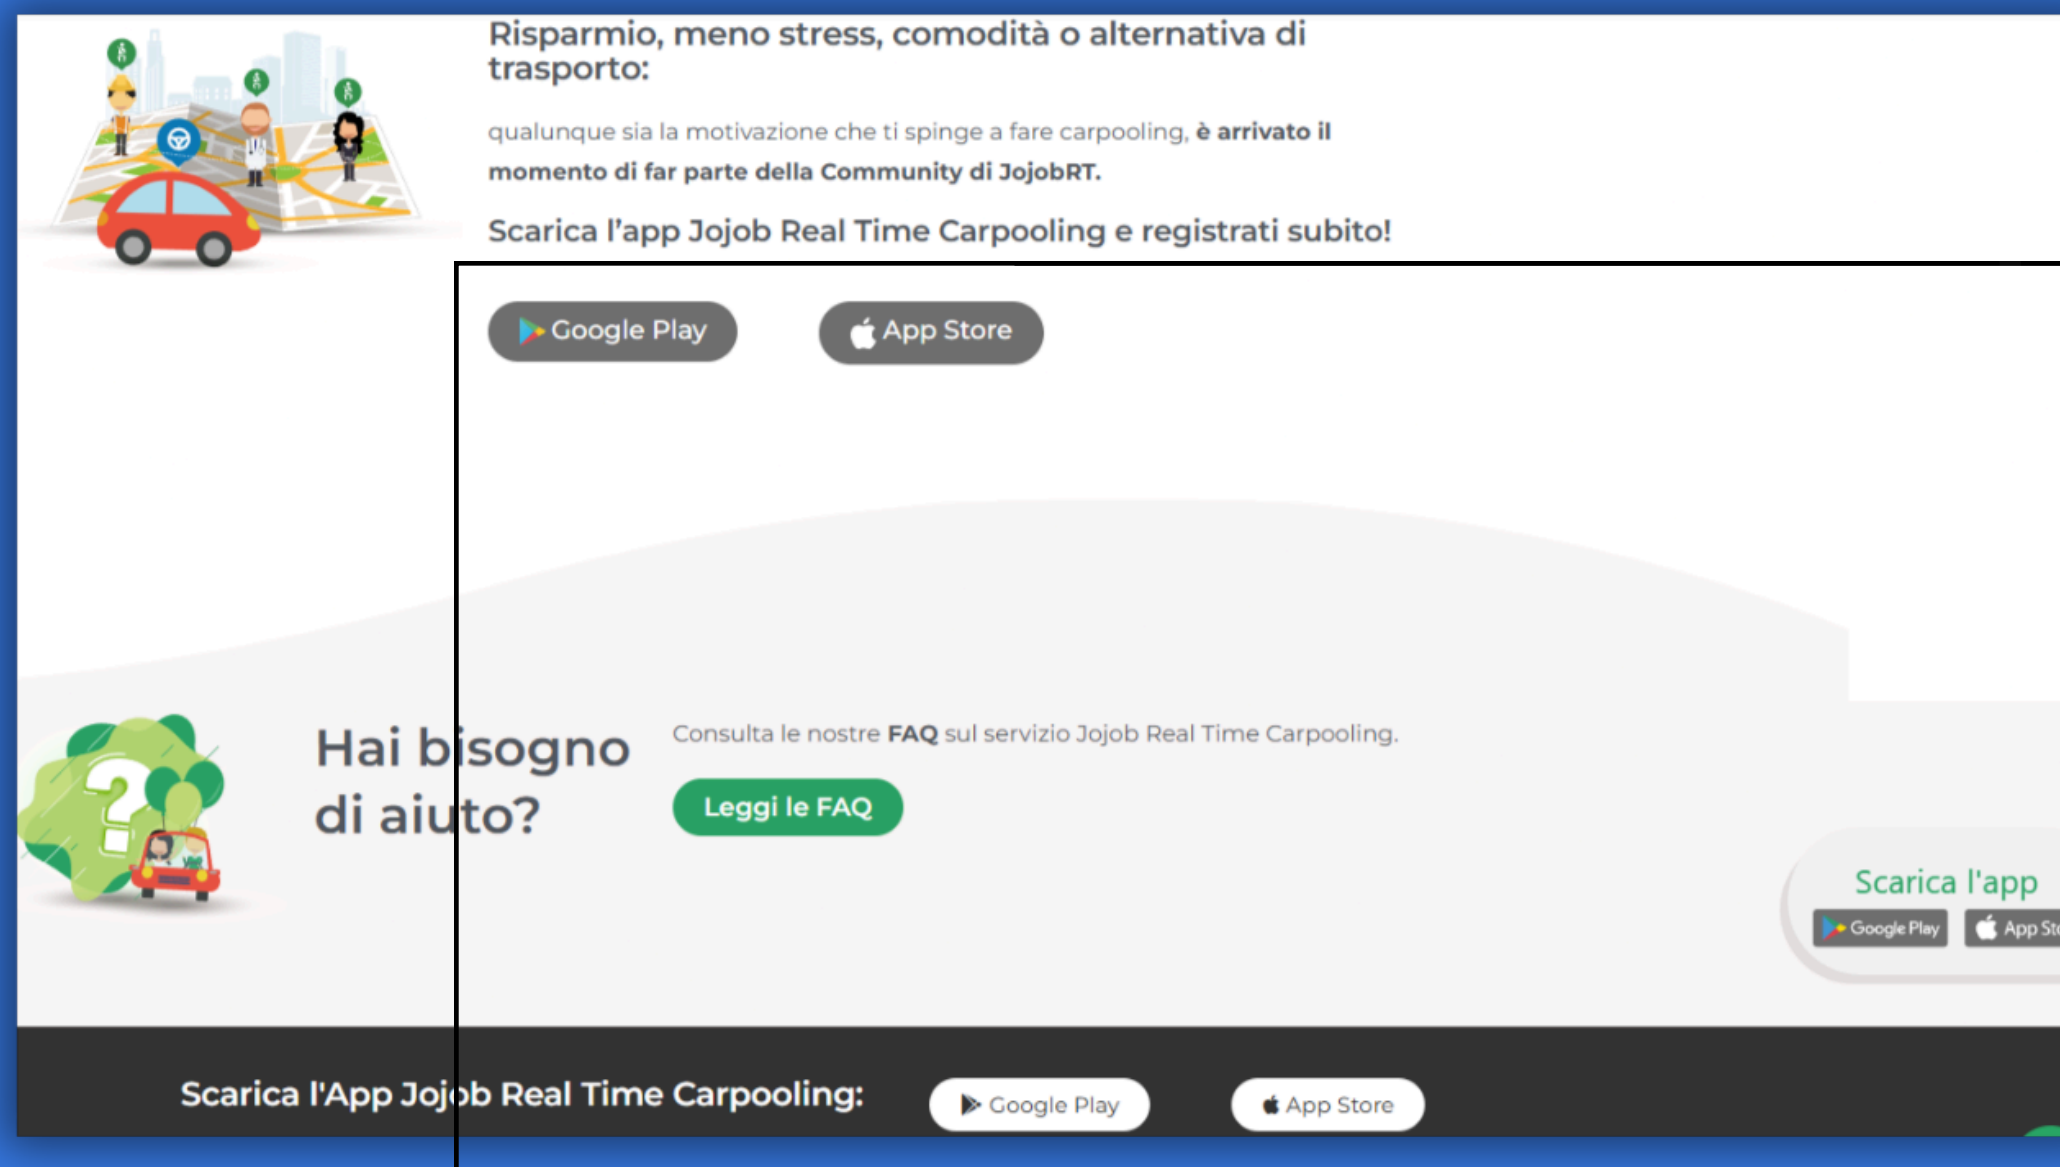 Risparmio, meno stress, comodità o alternativa di
trasporto:
qualunque sia la motivazione che ti spinge a fare carpooling, è arrivato il
momento di far parte della Community di JojobRT.
Scarica l’app Jojob Real Time Carpooling e registrati subito!
Google Play
App Store
Hai bisogno
di aiuto?
Consulta le nostre FAQ sul servizio Jojob Real Time Carpooling.
Leggi le FAQ
Scarica l'app
Google Play
App Sto
Scarica l'App Jojob Real Time Carpooling:
Google Play
App Store